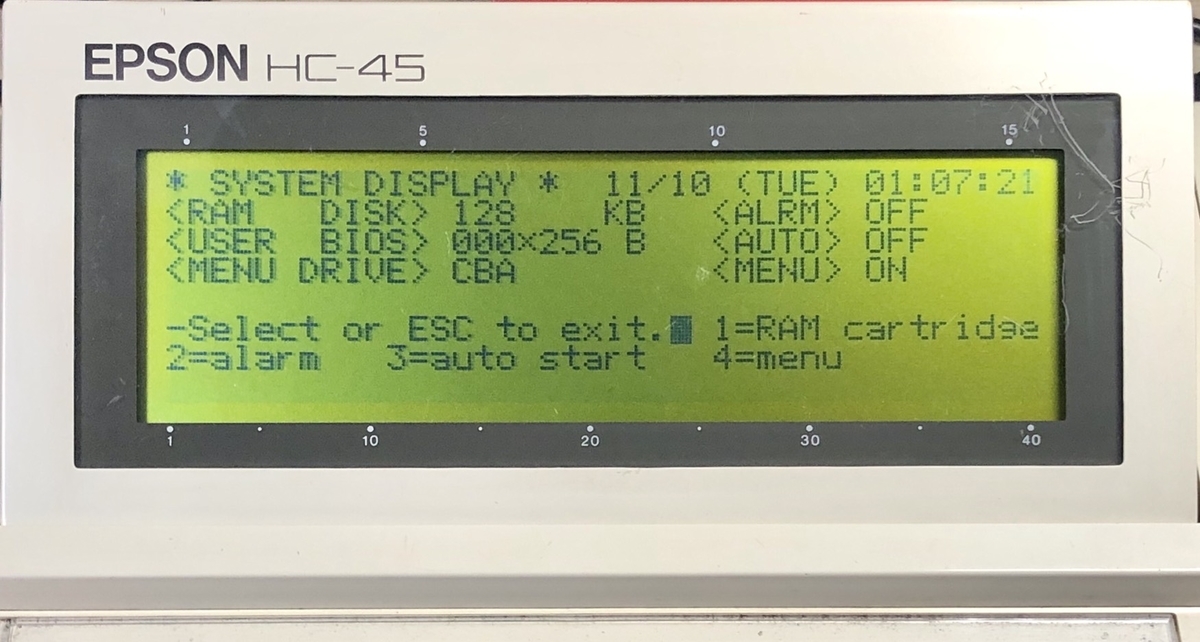 EPSON HC-45
1 5 10 15
* SYSTEM DISPLAY * 11/10 (TUE) 01:07:21
<RAM DISK> 128 KB <ALRM> OFF
<USER BIOS> 000×256 B <AUTO> OFF
<MENU DRIVE> CBA <MENU> ON
-Select or ESC to exit. 1=RAM cartridge
2=alarm 3=auto start 4=menu
1 10 20 30 40